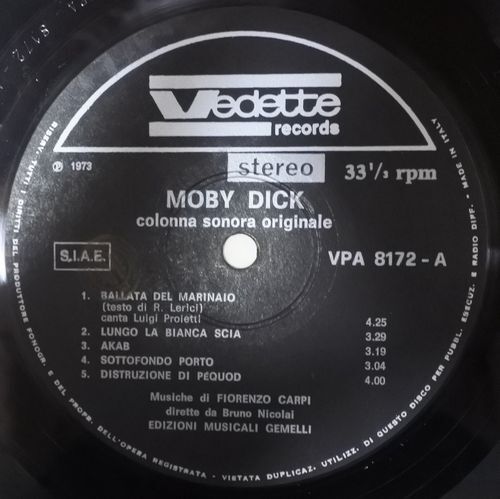 Vedette
records
stereo 33 1/3 rpm
℗ 1973
MOBY DICK
colonna sonora originale
S.I.A.E.
VPA 8172 - A
1. BALLATA DEL MARINAIO
(testo di R. Lerici)
canta Luigi Proietti 4.25
2. LUNGO LA BIANCA SCIA 3.29
3. AKAB 3.19
4. SOTTOFONDO PORTO 3.04
5. DISTRUZIONE DI PEQUOD 4.00
Musiche di FIORENZO CARPI
dirette da Bruno Nicolai
EDIZIONI MUSICALI GEMELLI
RISERV. TUTTI I DIRITTI DEL PRODUTTORE FONOGR. E DEL PROPR. DELL'OPERA REGISTRATA - VIETATA DUPLICAZ. UTILIZZ. DI QUESTO DISCO PER PUBBL. ESECUZ. E RADIO DIFF. - MADE IN ITALY